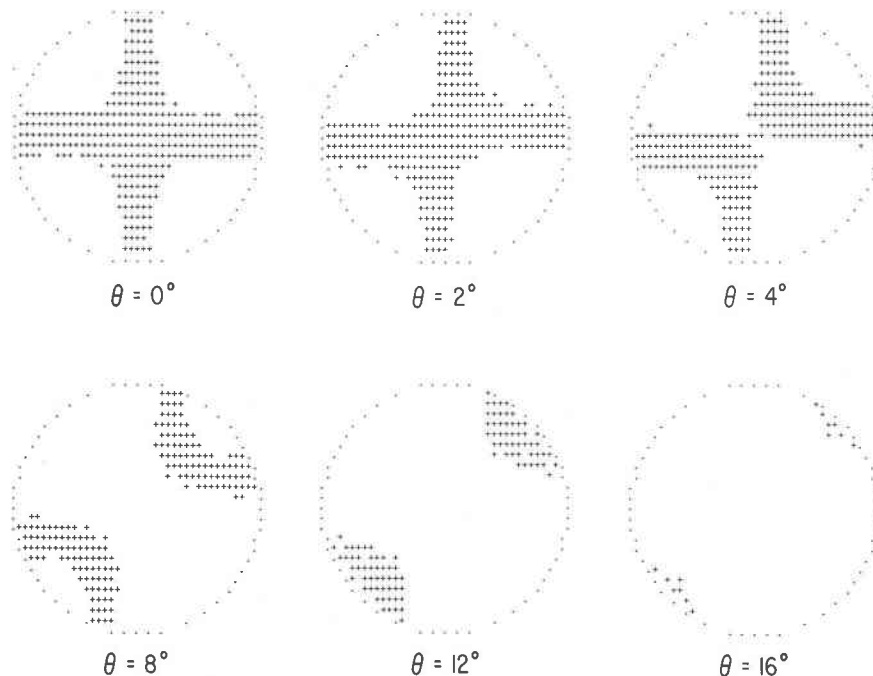 θ = 0°
θ = 2°
θ = 4°
θ = 8°
θ = 12°
θ = 16°